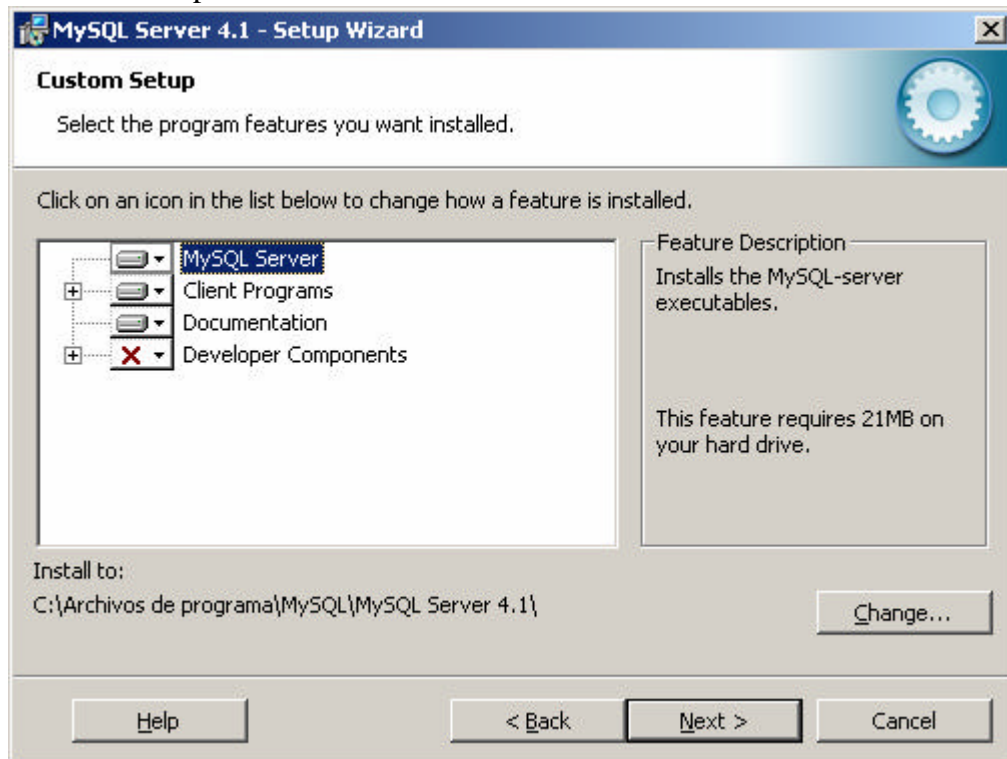 MySQL Server 4.1 - Setup Wizard
Custom Setup
Select the program features you want installed.
Click on an icon in the list below to change how a feature is installed.
MySQL Server
Client Programs
Documentation
Developer Components
Feature Description
Installs the MySQL-server
executables.
This feature requires 21MB on
your hard drive.
Install to:
C:\Archivos de programa\MySQL\MySQL Server 4.1\
Change...
Help
< Back
Next >
Cancel